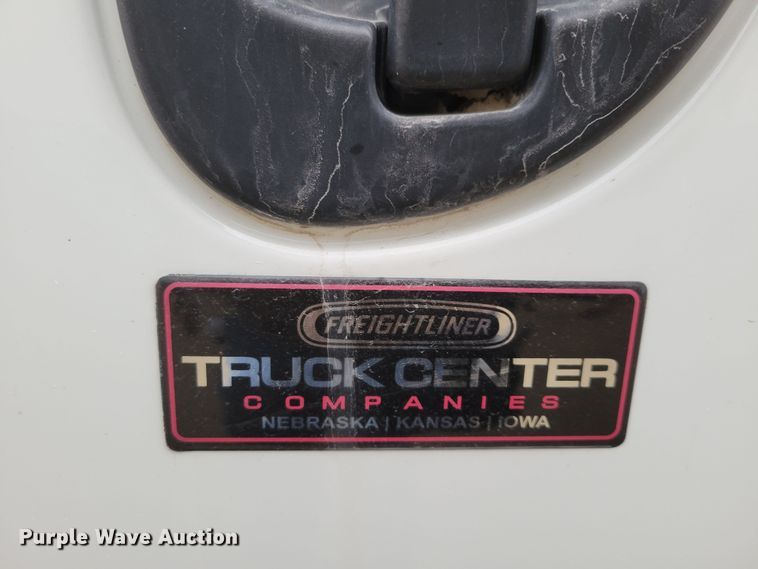 FREIGHTLINER
TRUCK CENTER
COMPANIES
NEBRASKA | KANSAS | IOWA
Purple Wave Auction